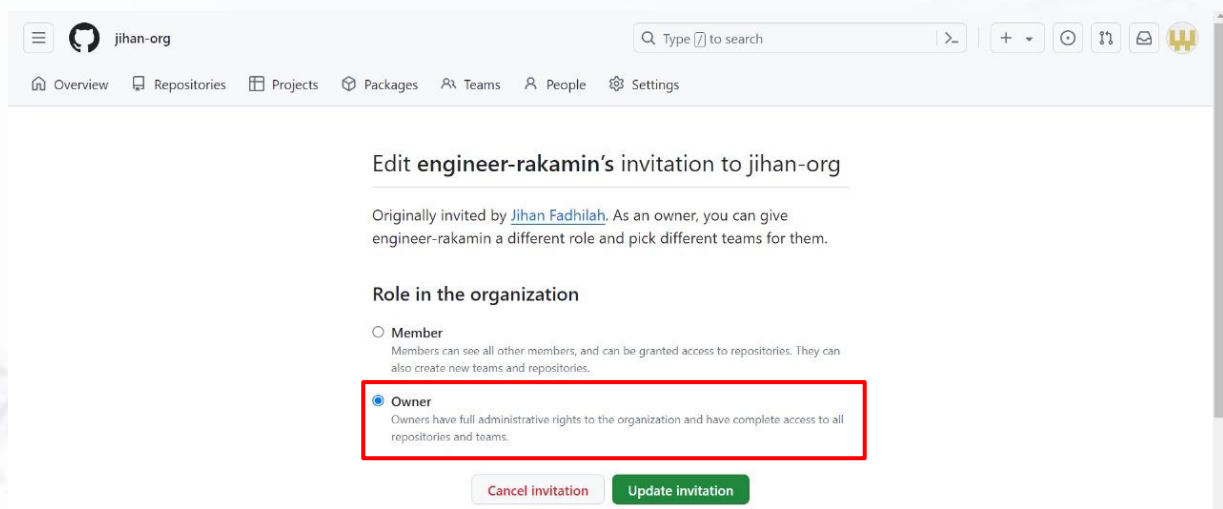 jihan-org
Type / to search
Overview Repositories Projects Packages Teams People Settings
Edit engineer-rakamin's invitation to jihan-org
Originally invited by Jihan Fadhilah. As an owner, you can give
engineer-rakamin a different role and pick different teams for them.
Role in the organization
Member
Members can see all other members, and can be granted access to repositories. They can
also create new teams and repositories.
Owner
Owners have full administrative rights to the organization and have complete access to all
repositories and teams.
Cancel invitation Update invitation